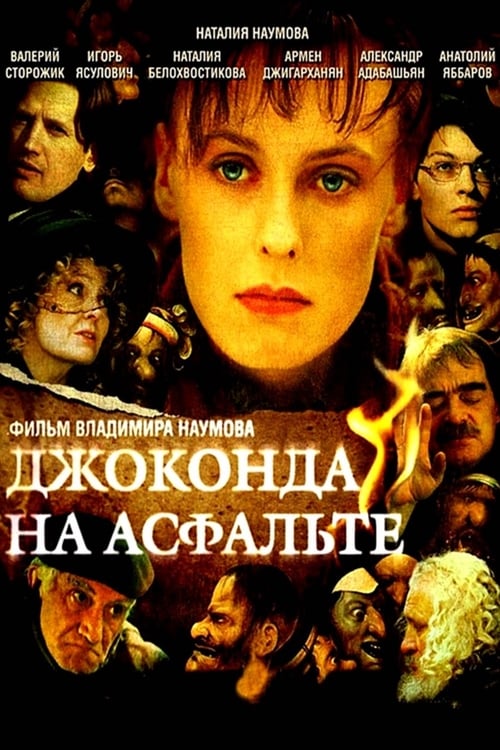 НАТАЛИЯ НАУМОВА
ВАЛЕРИЙ ИГОРЬ НАТАЛИЯ АРМЕН АЛЕКСАНДР АНАТОЛИЙ
СТОРОЖИК ЯСУЛОВИЧ БЕЛОХВОСТИКОВА ДЖИГАРХАНЯН АДАБАШЬЯН ЯББАРОВ
ФИЛЬМ ВЛАДИМИРА НАУМОВА
ДЖОКОНДА
НА АСФАЛЬТЕ